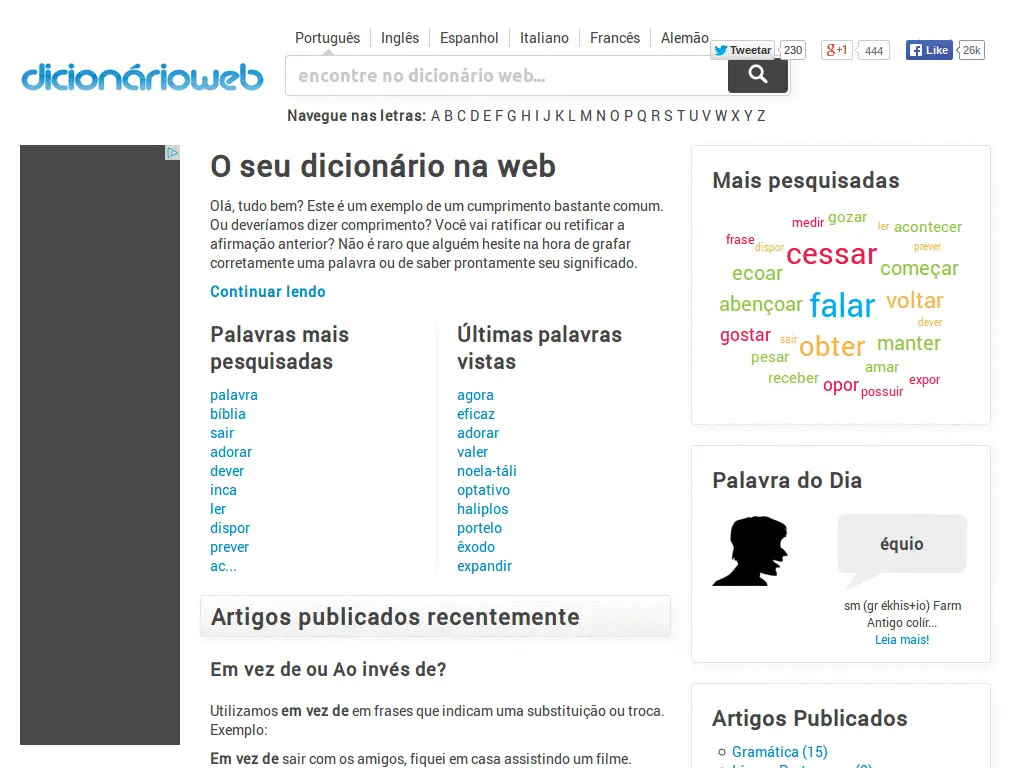 Português
Inglês
Espanhol
Italiano
Francês
Alemão
Tweetar
230
g+1
444
Like
26k
dicionárioweb
encontre no dicionário web...
Navegue nas letras: A B C D E F G H I J K L M N O P Q R S T U V W X Y Z
O seu dicionário na web
Olá, tudo bem? Este é um exemplo de um cumprimento bastante comum.
Ou deveríamos dizer comprimento? Você vai ratificar ou retificar a
afirmação anterior? Não é raro que alguém hesite na hora de grafar
corretamente uma palavra ou de saber prontamente seu significado.
Continuar lendo
Palavras mais
pesquisadas
palavra
bíblia
sair
adorar
dever
inca
ler
dispor
prever
ac...
Últimas palavras
vistas
agora
eficaz
adorar
valer
noela-táli
optativo
haliplos
portelo
êxodo
expandir
Artigos publicados recentemente
Em vez de ou Ao invés de?
Utilizamos em vez de em frases que indicam uma substituição ou troca.
Exemplo:
Em vez de sair com os amigos, fiquei em casa assistindo um filme.
Mais pesquisadas
medir gozar ler acontecer
frase dispor cessar prever
ecoar começar
abençoar falar voltar
dever
gostar sair obter manter
pesar amar
receber opor possuir expor
Palavra do Dia
équio
sm (gr ékhis+io) Farm
Antigo colír...
Leia mais!
Artigos Publicados
Gramática (15)